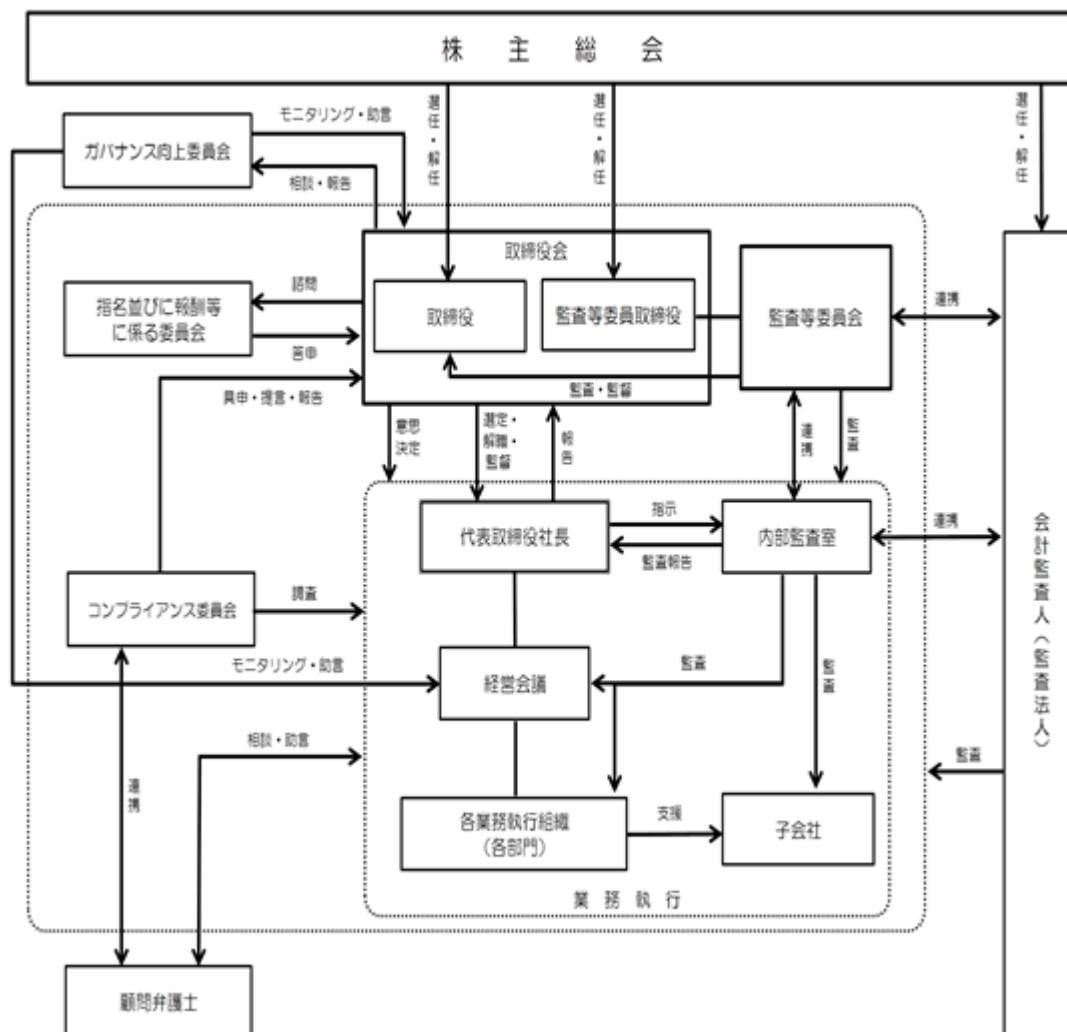 株主総会
選任・解任
選任・解任
選任・解任
モニタリング・助言
ガバナンス向上委員会
相談・報告
取締役会
諮問
指名並びに報酬等
に係る委員会
答申
取締役
監査等委員取締役
監査等委員会
連携
監査・監督
具申・提言・報告
意思
決定
選定・
解職・
監督
報告
連携
監査
代表取締役社長
指示
内部監査室
監査報告
連携
会計監査人（監査法人）
コンプライアンス委員会
調査
モニタリング・助言
経営会議
監査
監査
相談・助言
連携
監査
各業務執行組織
（各部門）
支援
子会社
業務執行
顧問弁護士